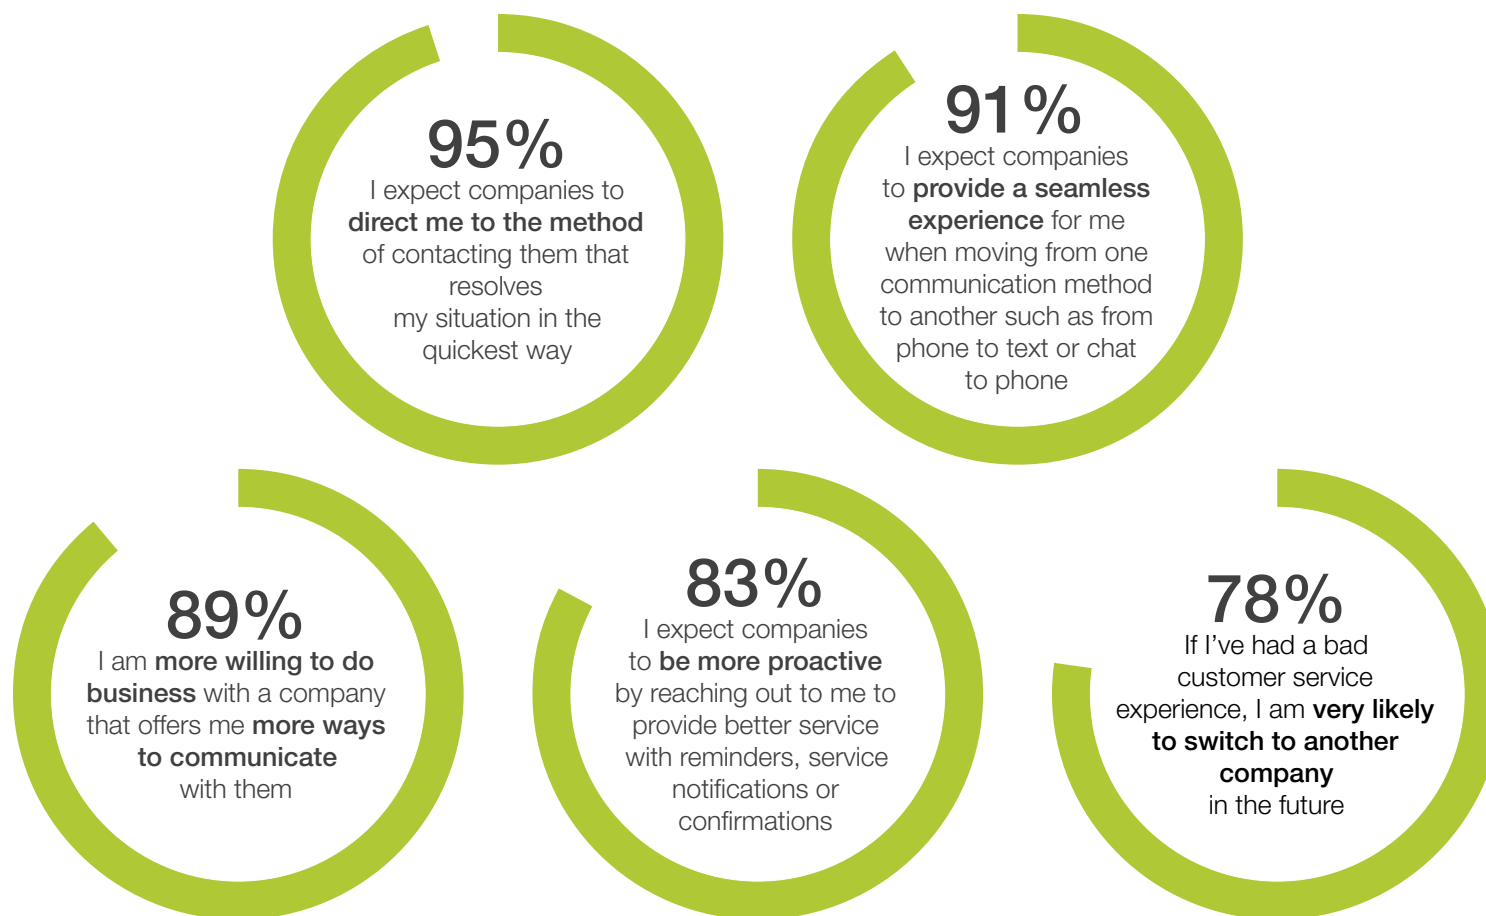 95%
I expect companies to
direct me to the method
of contacting them that
resolves
my situation in the
quickest way
91%
I expect companies
to provide a seamless
experience for me
when moving from one
communication method
to another such as from
phone to text or chat
to phone
89%
I am more willing to do
business with a company
that offers me more ways
to communicate
with them
83%
I expect companies
to be more proactive
by reaching out to me to
provide better service
with reminders, service
notifications or
confirmations
78%
If I’ve had a bad
customer service
experience, I am very likely
to switch to another
company
in the future